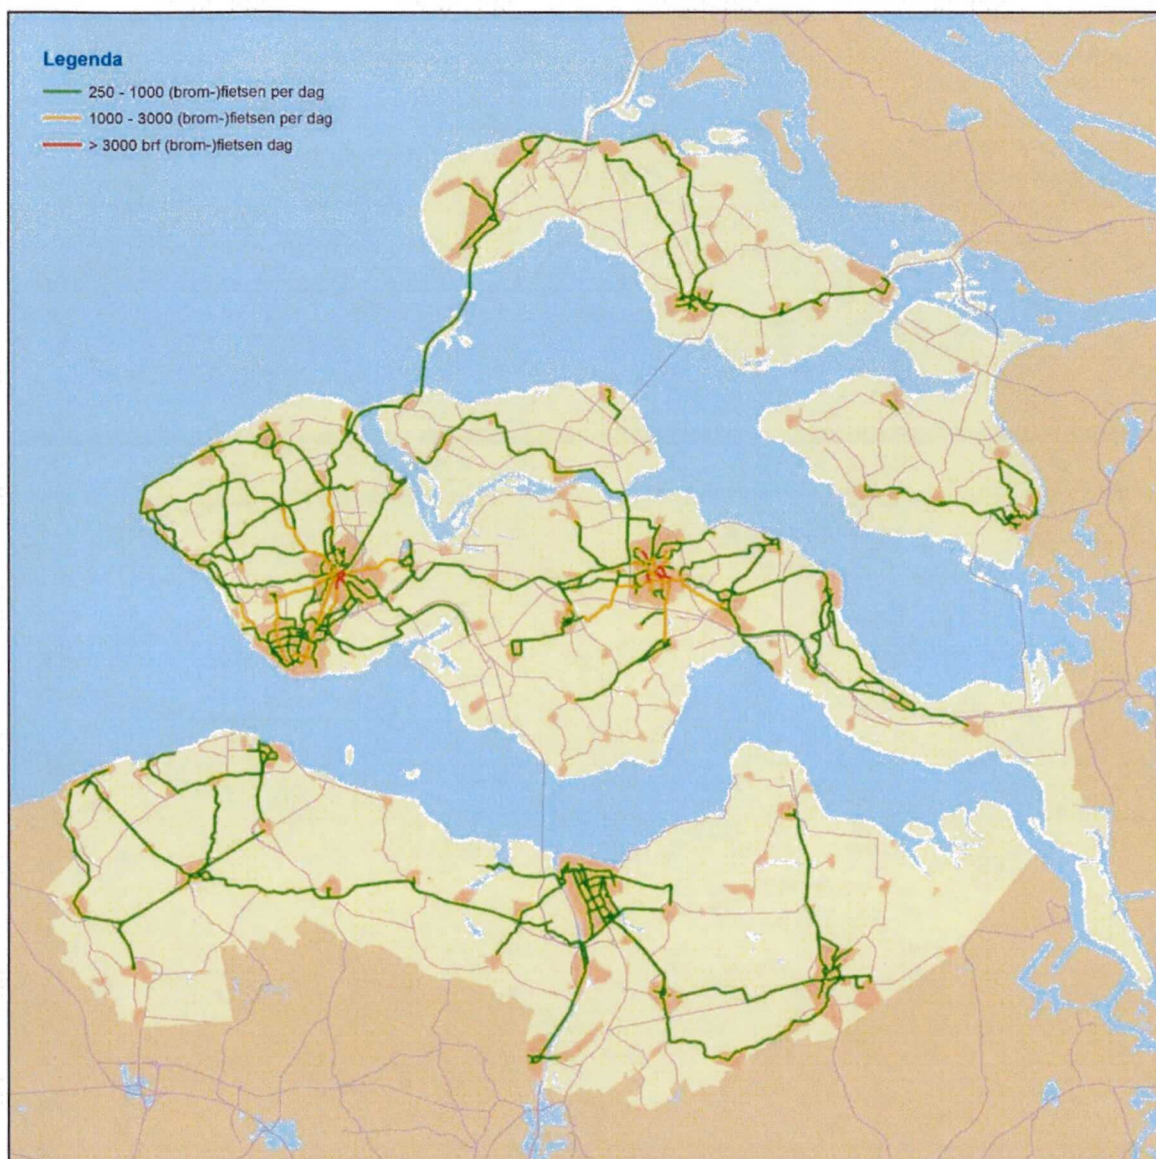 Legenda
250 - 1000 (brom-)fietsen per dag
1000 - 3000 (brom-)fietsen per dag
> 3000 brf (brom-)fietsen dag